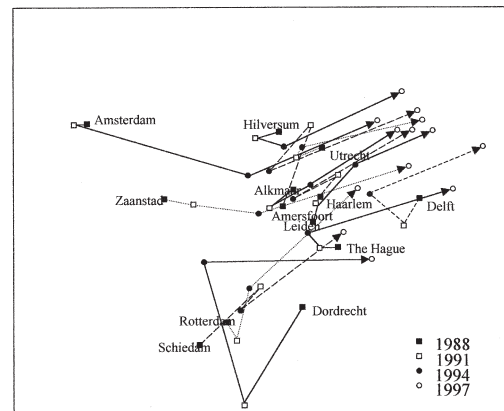 Amsterdam
Hilversum
Utrecht
Alkmaar
Zaanstad
Haarlem
Delft
Amersfoort
Leiden
The Hague
Dordrecht
Rotterdam
Schiedam
1988
1991
1994
1997